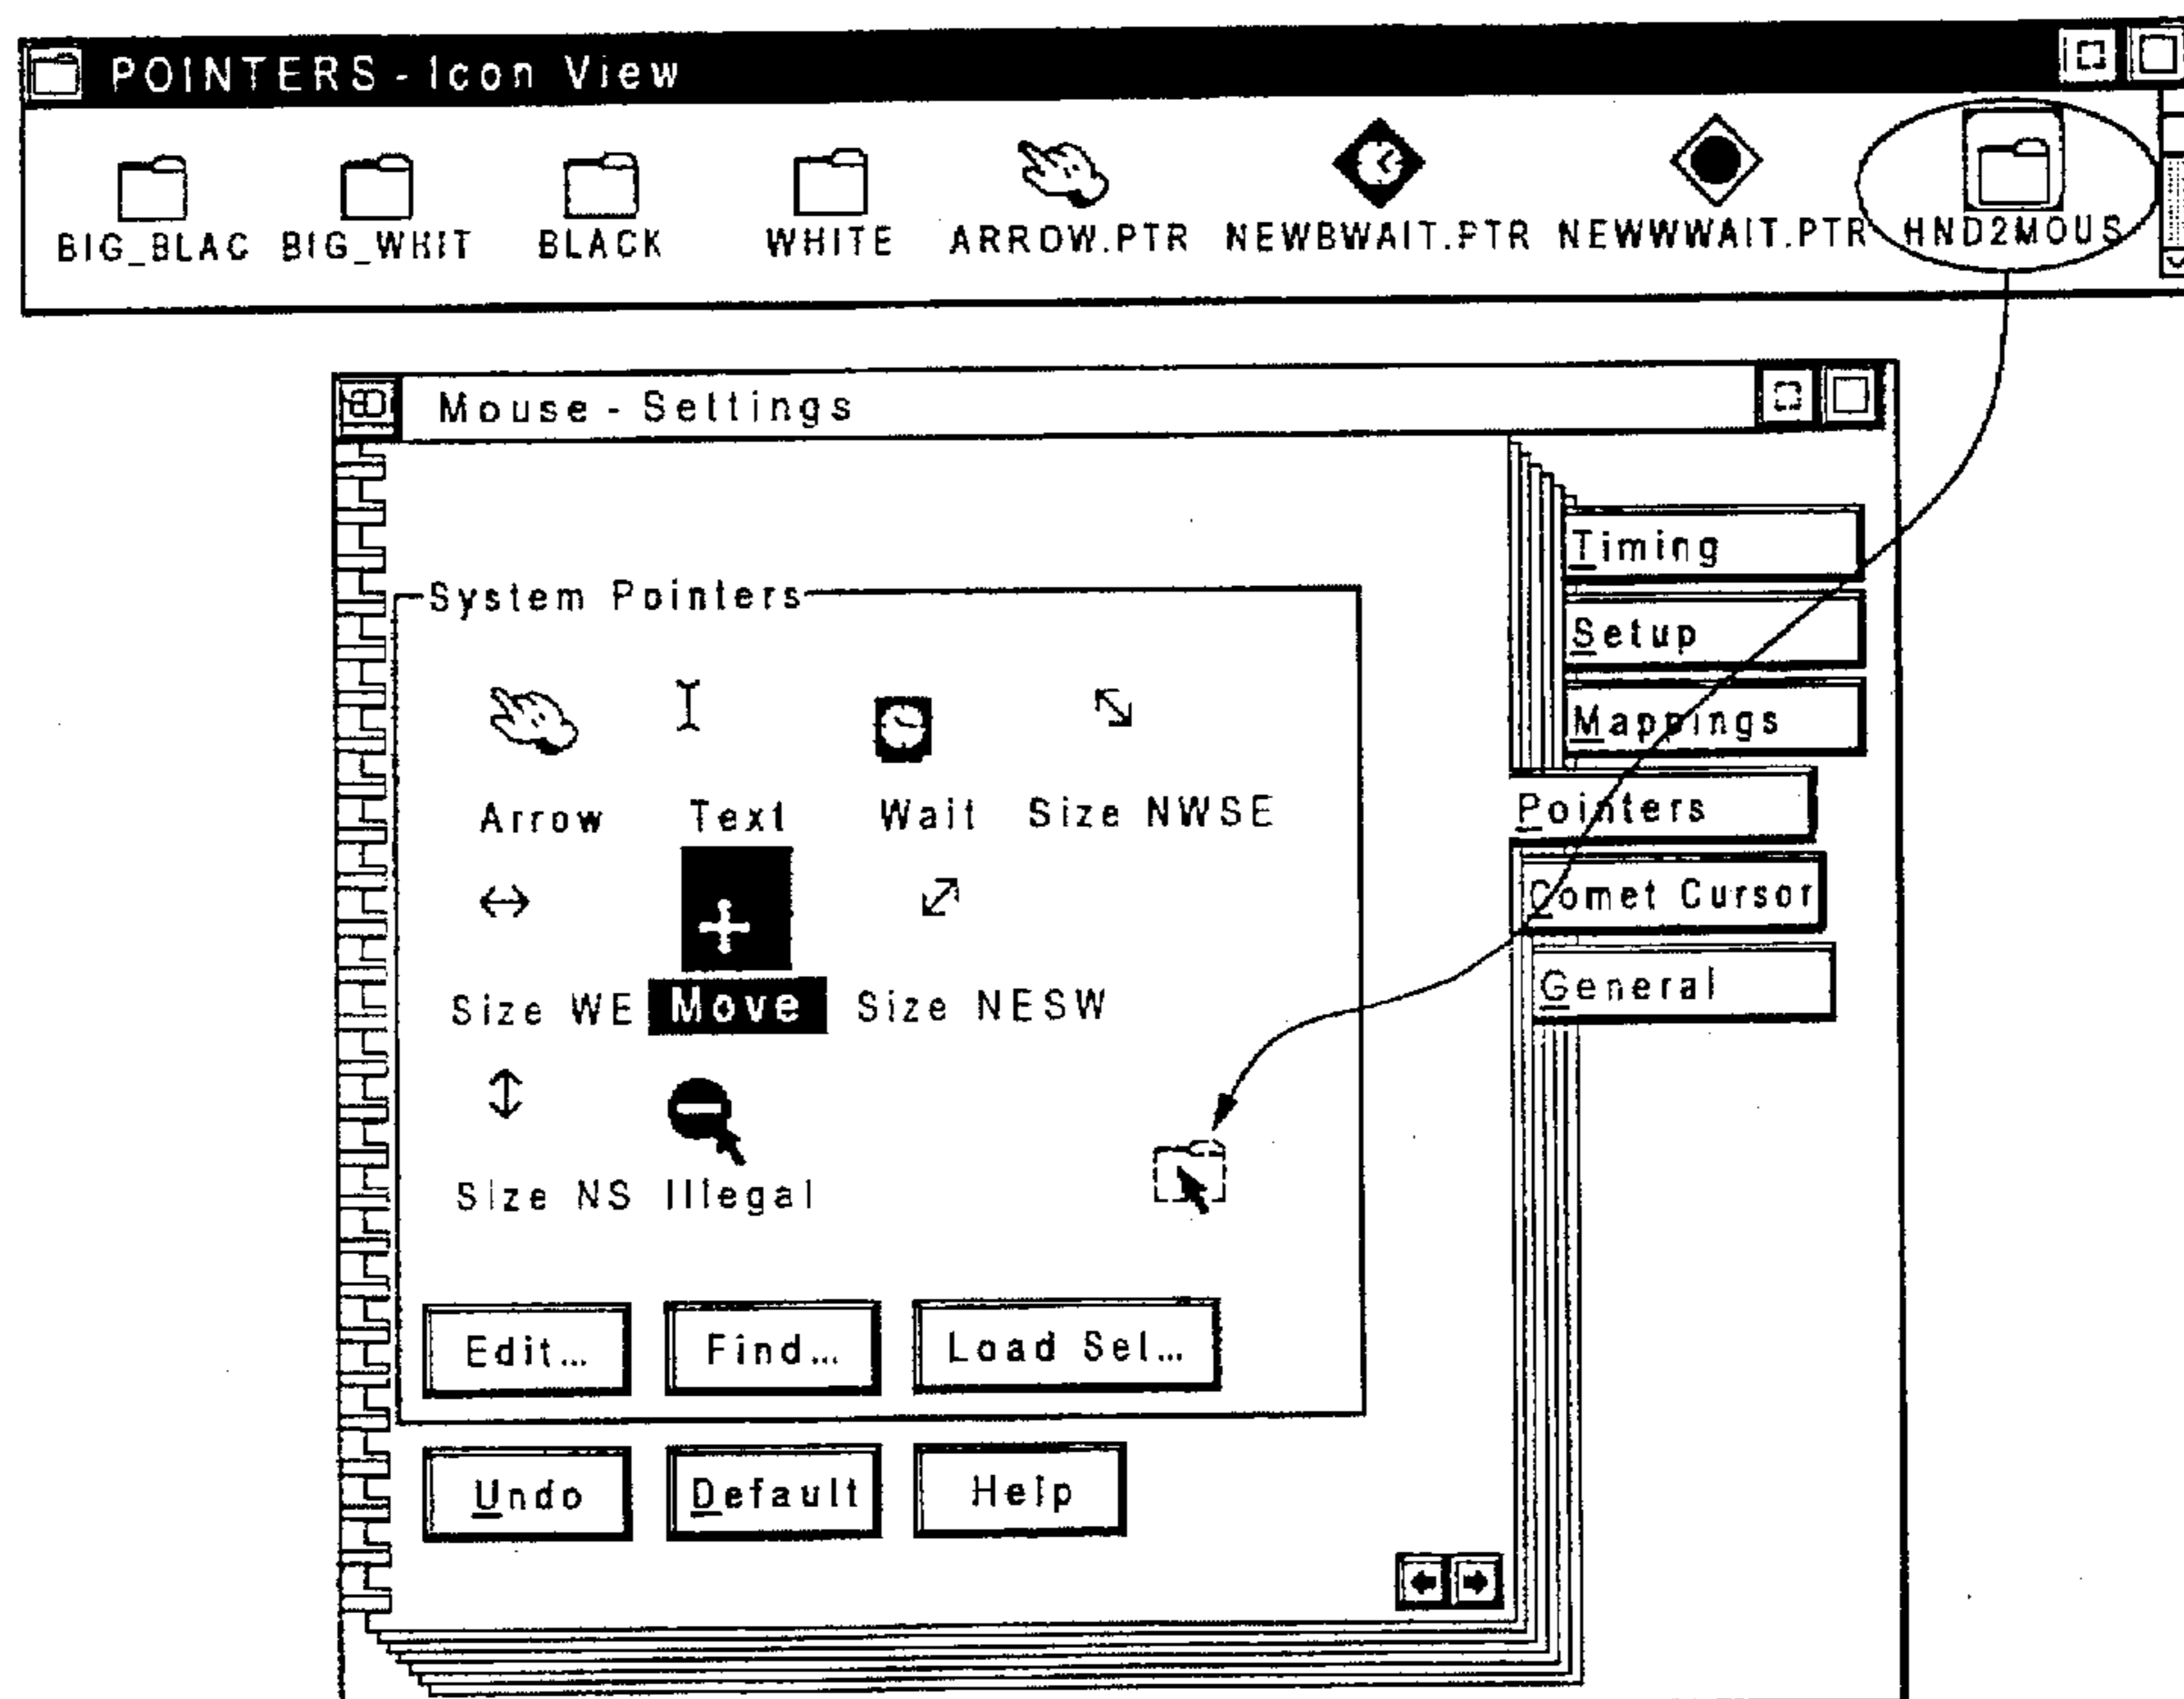 POINTERS - Icon View
BIG_BLAC BIG_WHIT BLACK WHITE ARROW.PTR NEWBWAIT.PTR NEWWWAIT.PTR HND2MOUS
Mouse - Settings
Timing
Setup
Mappings
Pointers
Comet Cursor
General
System Pointers
Arrow Text Wait Size NWSE
Size WE Move Size NESW
Size NS Illegal
Edit... Find... Load Set...
Undo Default Help